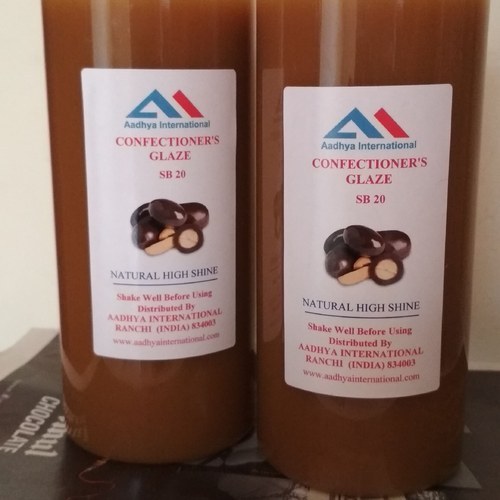 Aadhya International
CONFECTIONER'S
GLAZE
SB 20
NATURAL HIGH SHINE
Shake Well Before Using
Distributed By
AADHYA INTERNATIONAL
RANCHI (INDIA) 834003
www.aadhyainternational.com
Aadhya International
CONFECTIONER'S
GLAZE
SB 20
NATURAL HIGH SHINE
Shake Well Before Using
Distributed By
AADHYA INTERNATIONAL
RANCHI (INDIA) 834003
www.aadhyainternational.com
CHOCOLATE